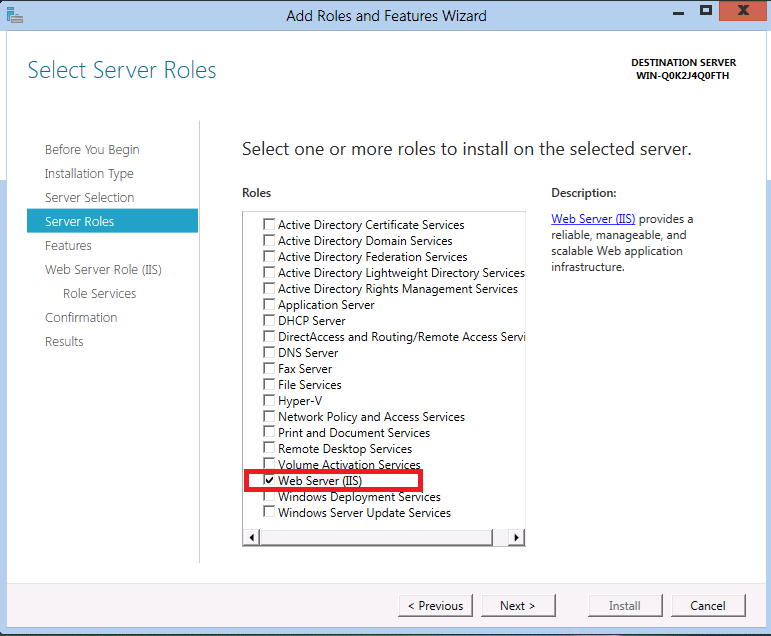 Add Roles and Features Wizard
Select Server Roles
DESTINATION SERVER
WIN-Q0K2J4Q0FTH
Before You Begin
Installation Type
Server Selection
Server Roles
Features
Web Server Role (IIS)
Role Services
Confirmation
Results
Select one or more roles to install on the selected server.
Roles
Active Directory Certificate Services
Active Directory Domain Services
Active Directory Federation Services
Active Directory Lightweight Directory Services
Active Directory Rights Management Services
Application Server
DHCP Server
DirectAccess and Routing/Remote Access Servi
DNS Server
Fax Server
File Services
Hyper-V
Network Policy and Access Services
Print and Document Services
Remote Desktop Services
Volume Activation Services
Web Server (IIS)
Windows Deployment Services
Windows Server Update Services
Description:
Web Server (IIS) provides a
reliable, manageable, and
scalable Web application
infrastructure.
< Previous
Next >
Install
Cancel